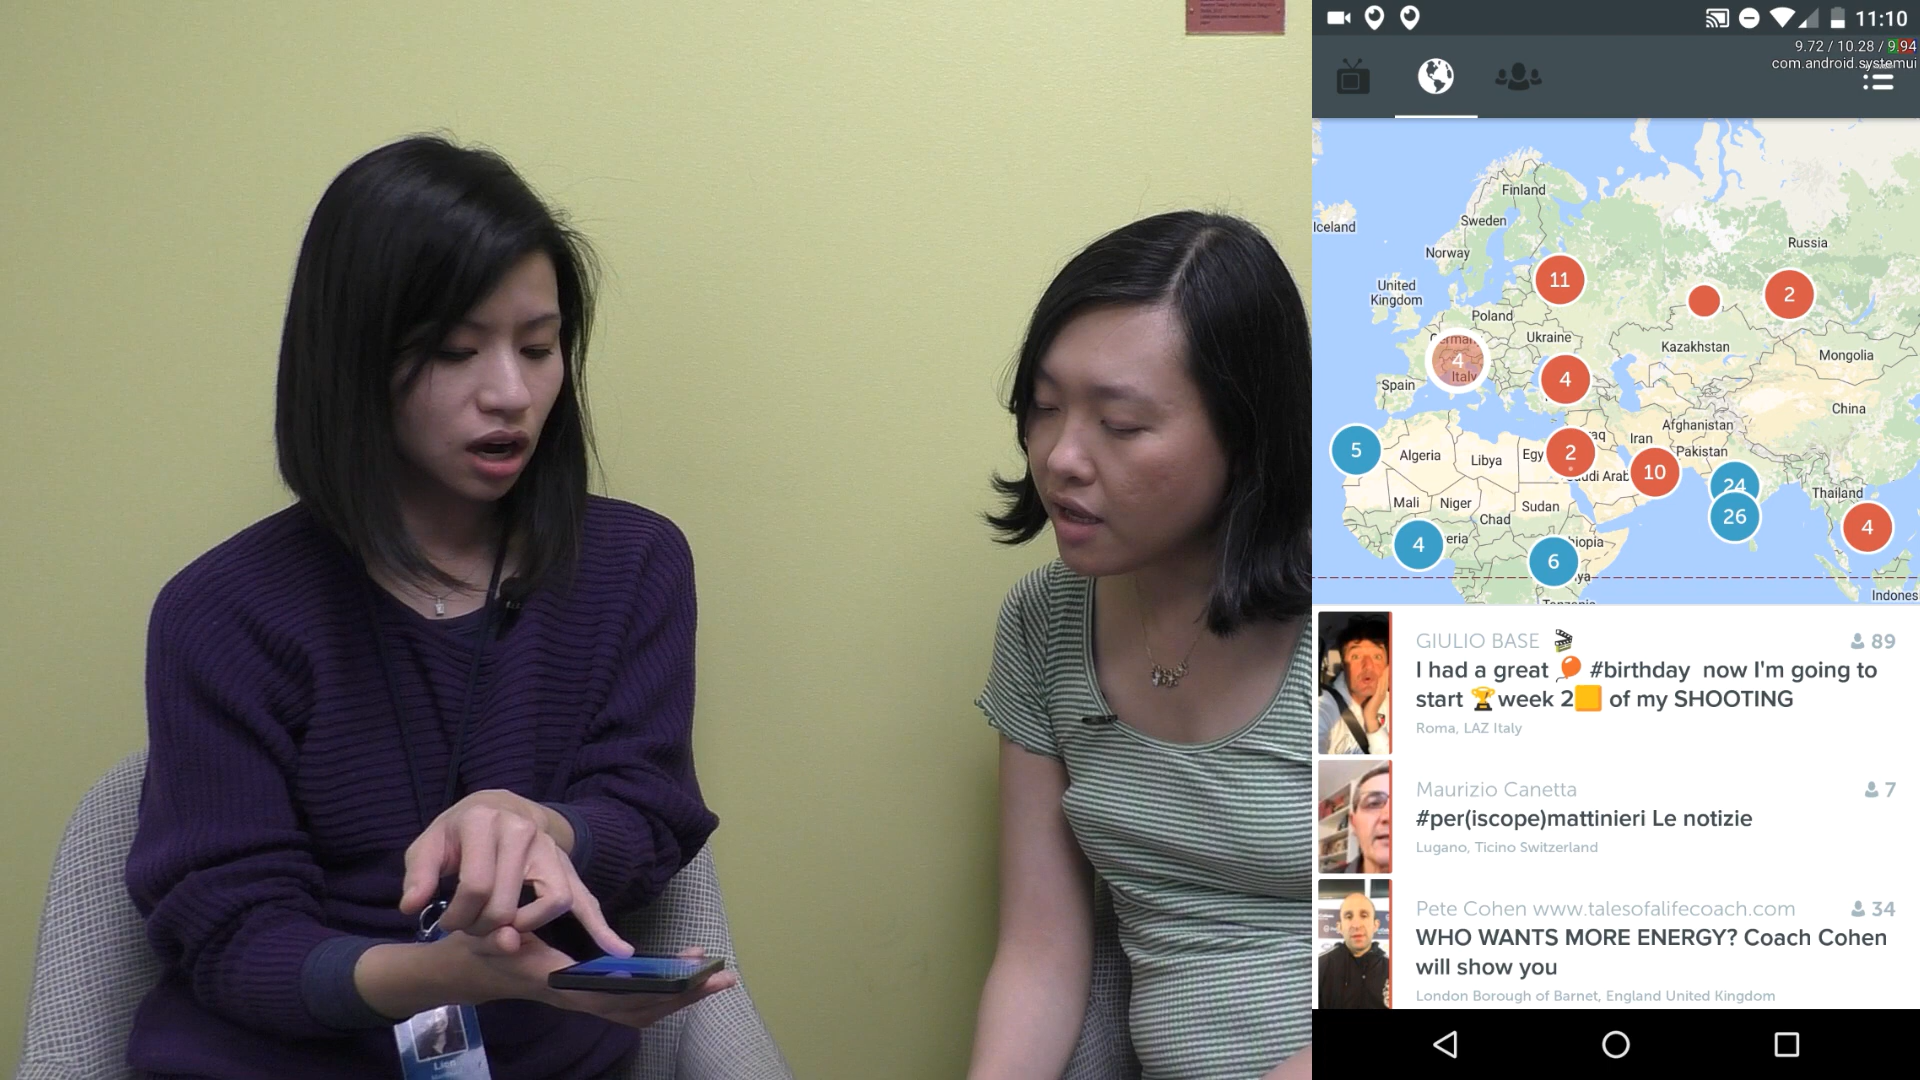 11:10
9.72 / 10.28 / 9.94
com.android.systemui
Finland
Iceland
Sweden
Russia
Norway
11
United
Kingdom
2
Poland
Ukraine
Kazakhstan
Mongolia
4
Italy
Spain
4
China
Afghanistan
5
Algeria
Libya
Egy
2
raq
Iran
Pakistan
10
24
Thailand
Mali
Niger
Sudan
Chad
26
4
4
eria
6
iopia
ya
Indones
GIULIO BASE 🎬 89
I had a great 🎈 #birthday now I'm going to
start 🏆week 2 of my SHOOTING
Roma, LAZ Italy
Maurizio Canetta 7
#per(iscope)mattinieri Le notizie
Lugano, Ticino Switzerland
Pete Cohen www.talesofalifecoach.com 34
WHO WANTS MORE ENERGY? Coach Cohen
will show you
London Borough of Barnet, England United Kingdom